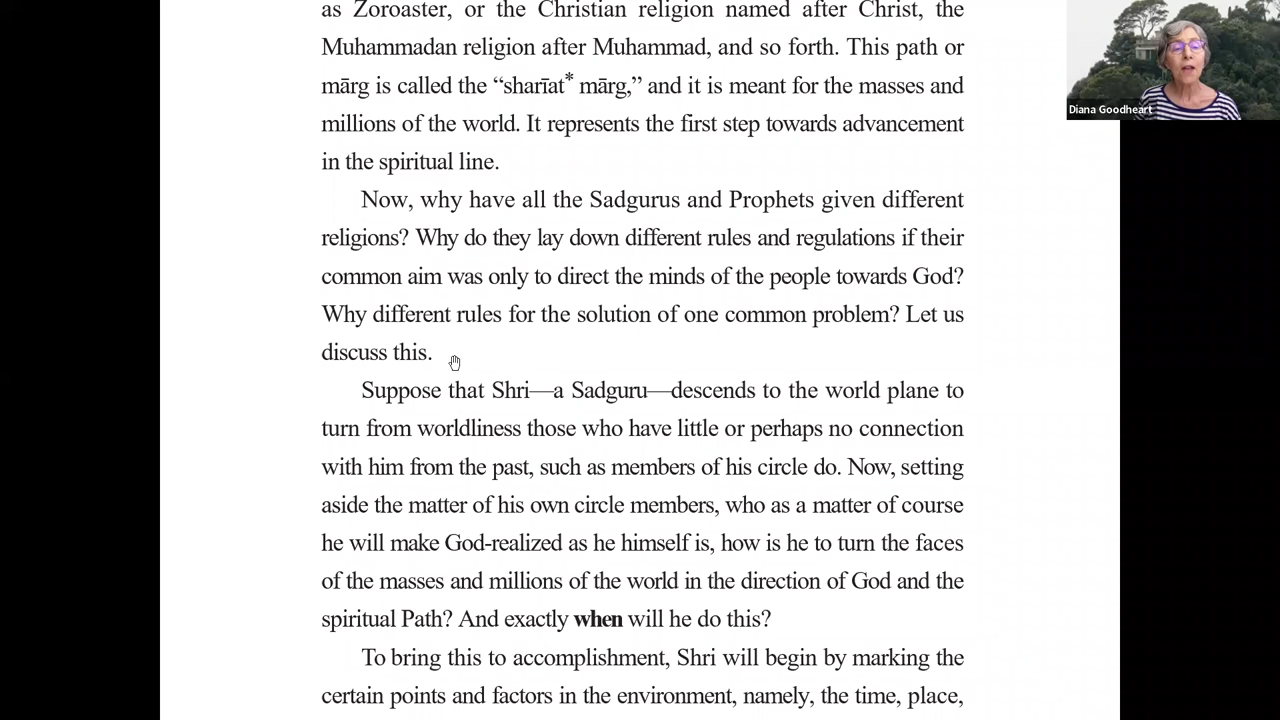 as Zoroaster, or the Christian religion named after Christ, the
Muhammadan religion after Muhammad, and so forth. This path or
mārg is called the “sharīat* mārg,” and it is meant for the masses and
millions of the world. It represents the first step towards advancement
in the spiritual line.
Now, why have all the Sadgurus and Prophets given different
religions? Why do they lay down different rules and regulations if their
common aim was only to direct the minds of the people towards God?
Why different rules for the solution of one common problem? Let us
discuss this.
Suppose that Shri—a Sadguru—descends to the world plane to
turn from worldliness those who have little or perhaps no connection
with him from the past, such as members of his circle do. Now, setting
aside the matter of his own circle members, who as a matter of course
he will make God-realized as he himself is, how is he to turn the faces
of the masses and millions of the world in the direction of God and the
spiritual Path? And exactly when will he do this?
To bring this to accomplishment, Shri will begin by marking the
certain points and factors in the environment, namely, the time, place,
Diana Goodheart